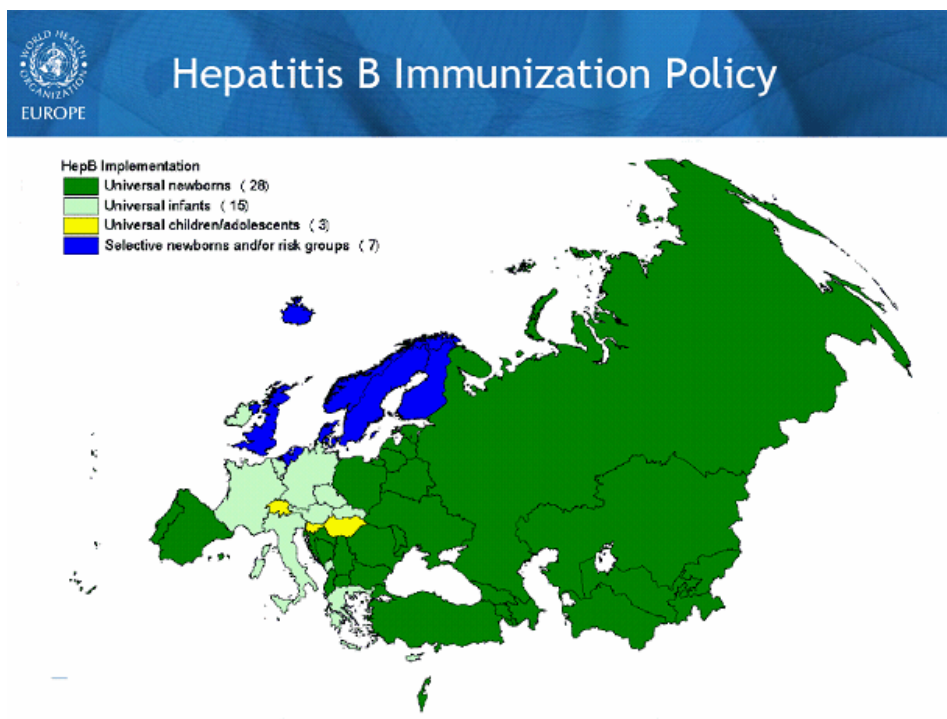 WORLD HEALTH ORGANIZATION
EUROPE
Hepatitis B Immunization Policy
HepB Implementation
Universal newborns ( 28)
Universal infants ( 15)
Universal children/adolescents ( 3)
Selective newborns and/or risk groups ( 7)